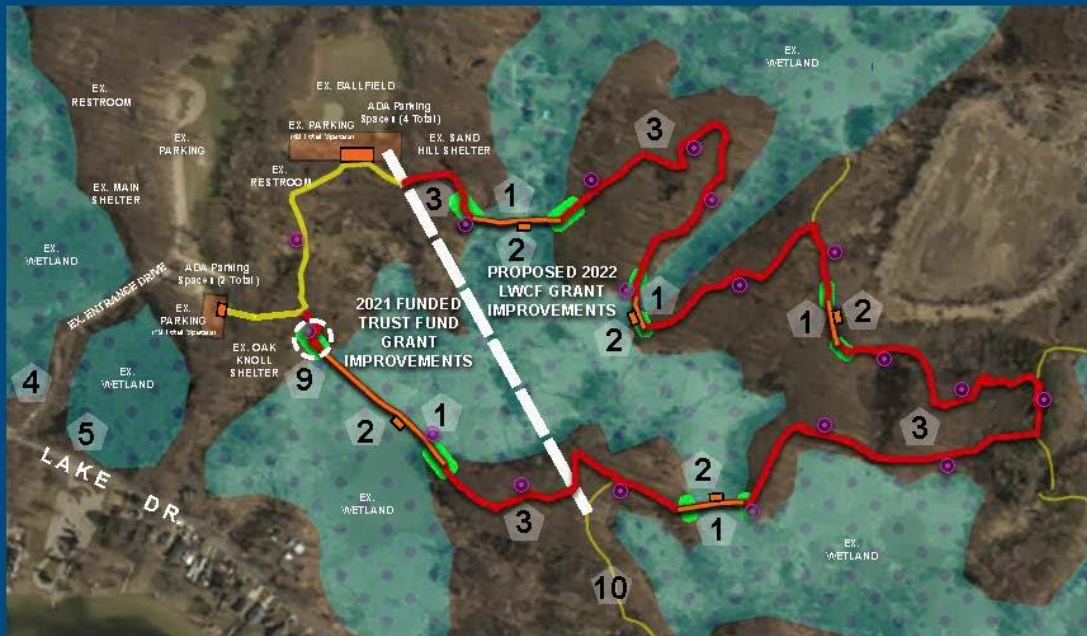 EX.
RESTROOM
EX.
PARKING
EX. MAIN
SHELTER
EX. BALLFIELD
ADA Parking
Spaces (4 Total)
EX. PARKING
EX. SAND
HILL SHELTER
EX.
RESTROOM
EX.
WETLAND
3
1
2
3
EX.
WETLAND
ADA Parking
Spaces (2 Total)
EX. ENTRANCE DRIVE
EX.
PARKING
EX. OAK
KNOLL
SHELTER
9
2021 FUNDED
TRUST FUND
GRANT
IMPROVEMENTS
PROPOSED 2022
LWCF GRANT
IMPROVEMENTS
1
2
1
2
4
5
EX.
WETLAND
LAKE DR.
2
1
3
EX.
WETLAND
3
2
1
10
EX.
WETLAND